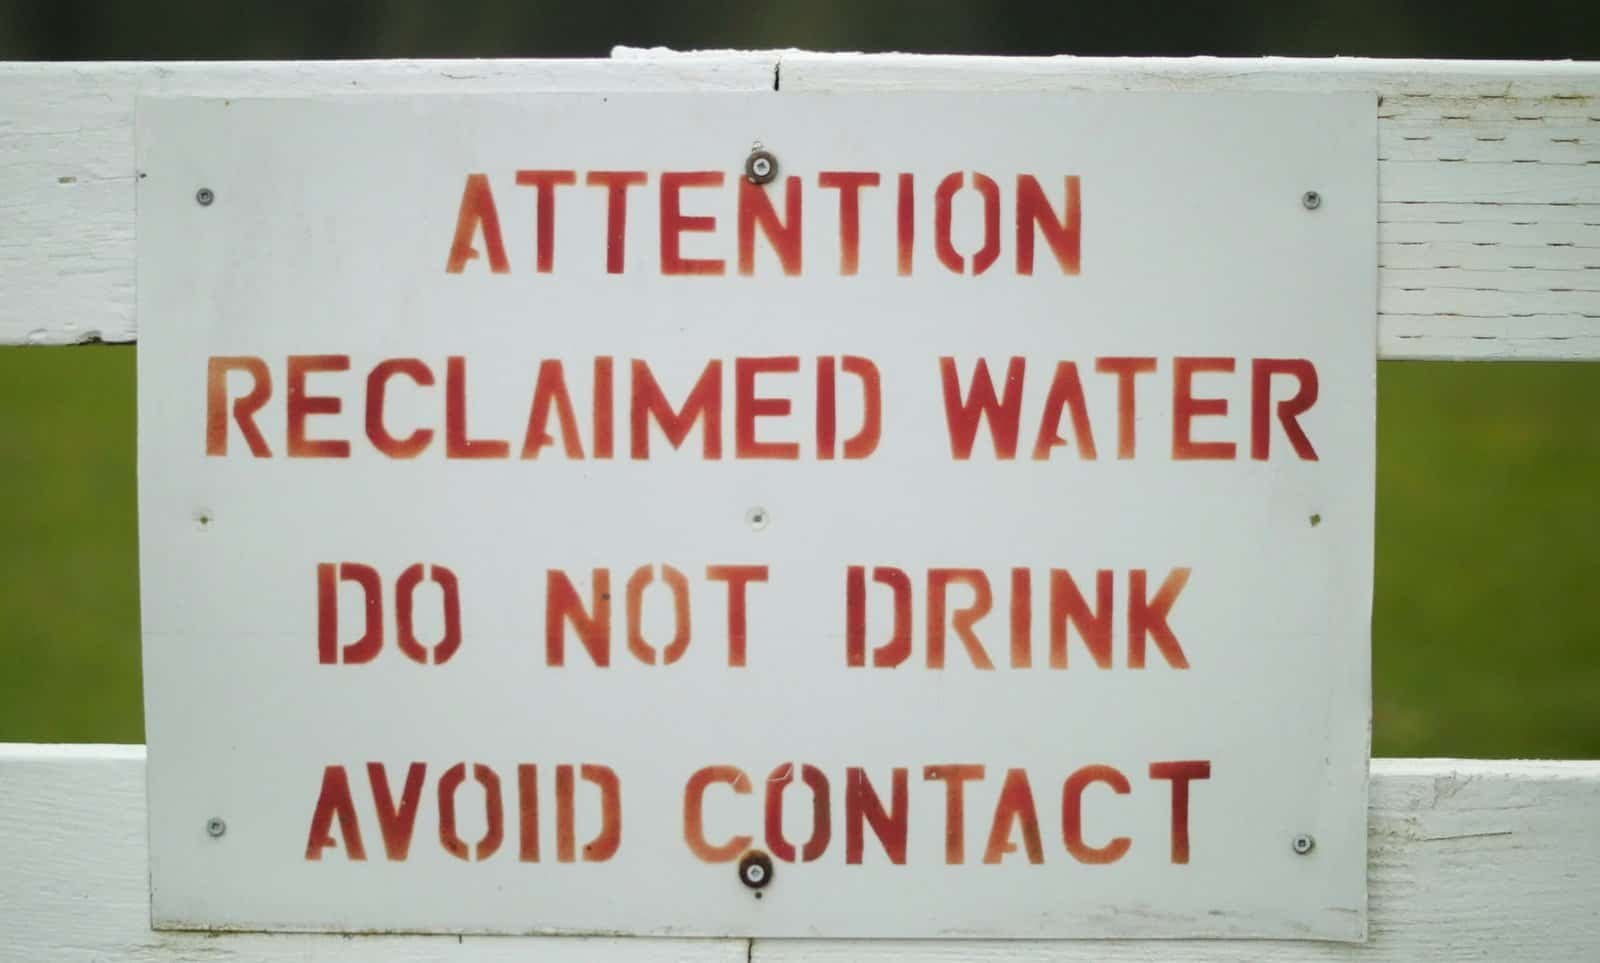 ATTENTION
RECLAIMED WATER
DO NOT DRINK
AVOID CONTACT